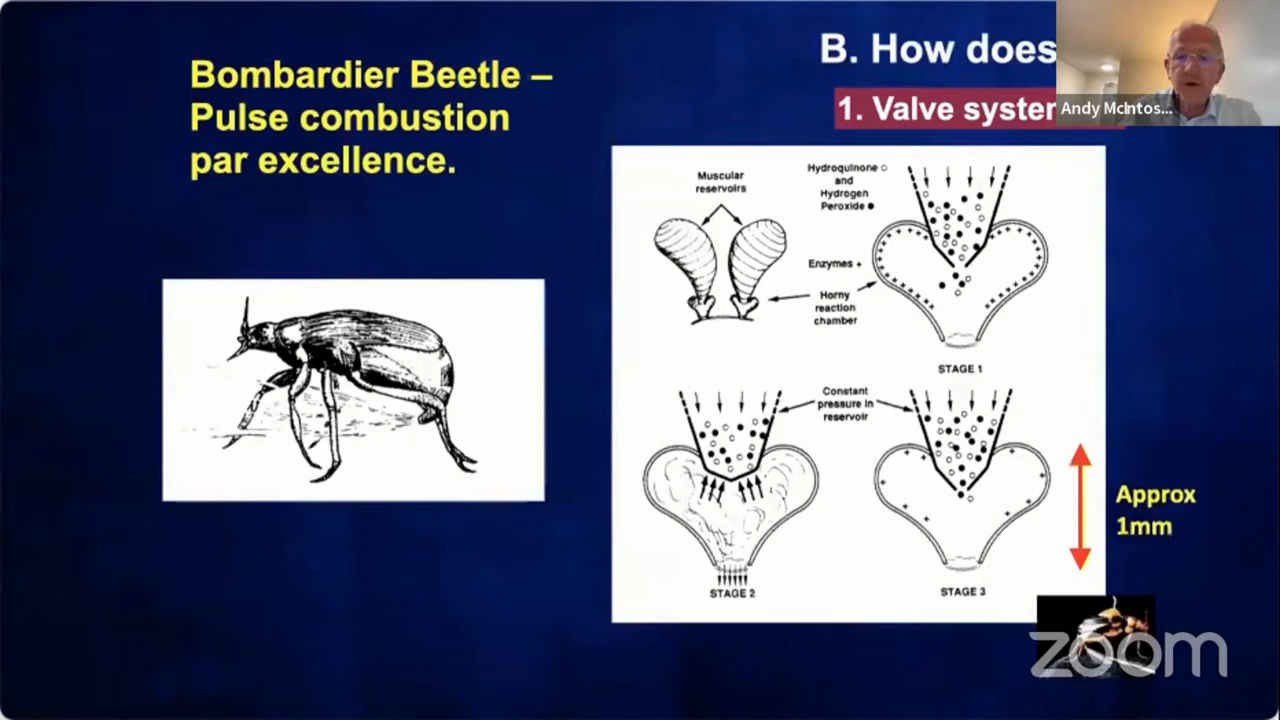 Bombardier Beetle –
Pulse combustion
par excellence.
B. How does
1. Valve system
Andy McIntos...
Muscular
reservoirs
Hydroquinone ○
and
Hydrogen
Peroxide ●
Enzymes +
Horny
reaction
chamber
STAGE 1
Constant
pressure in
reservoir
STAGE 2
STAGE 3
Approx
1mm
zoom